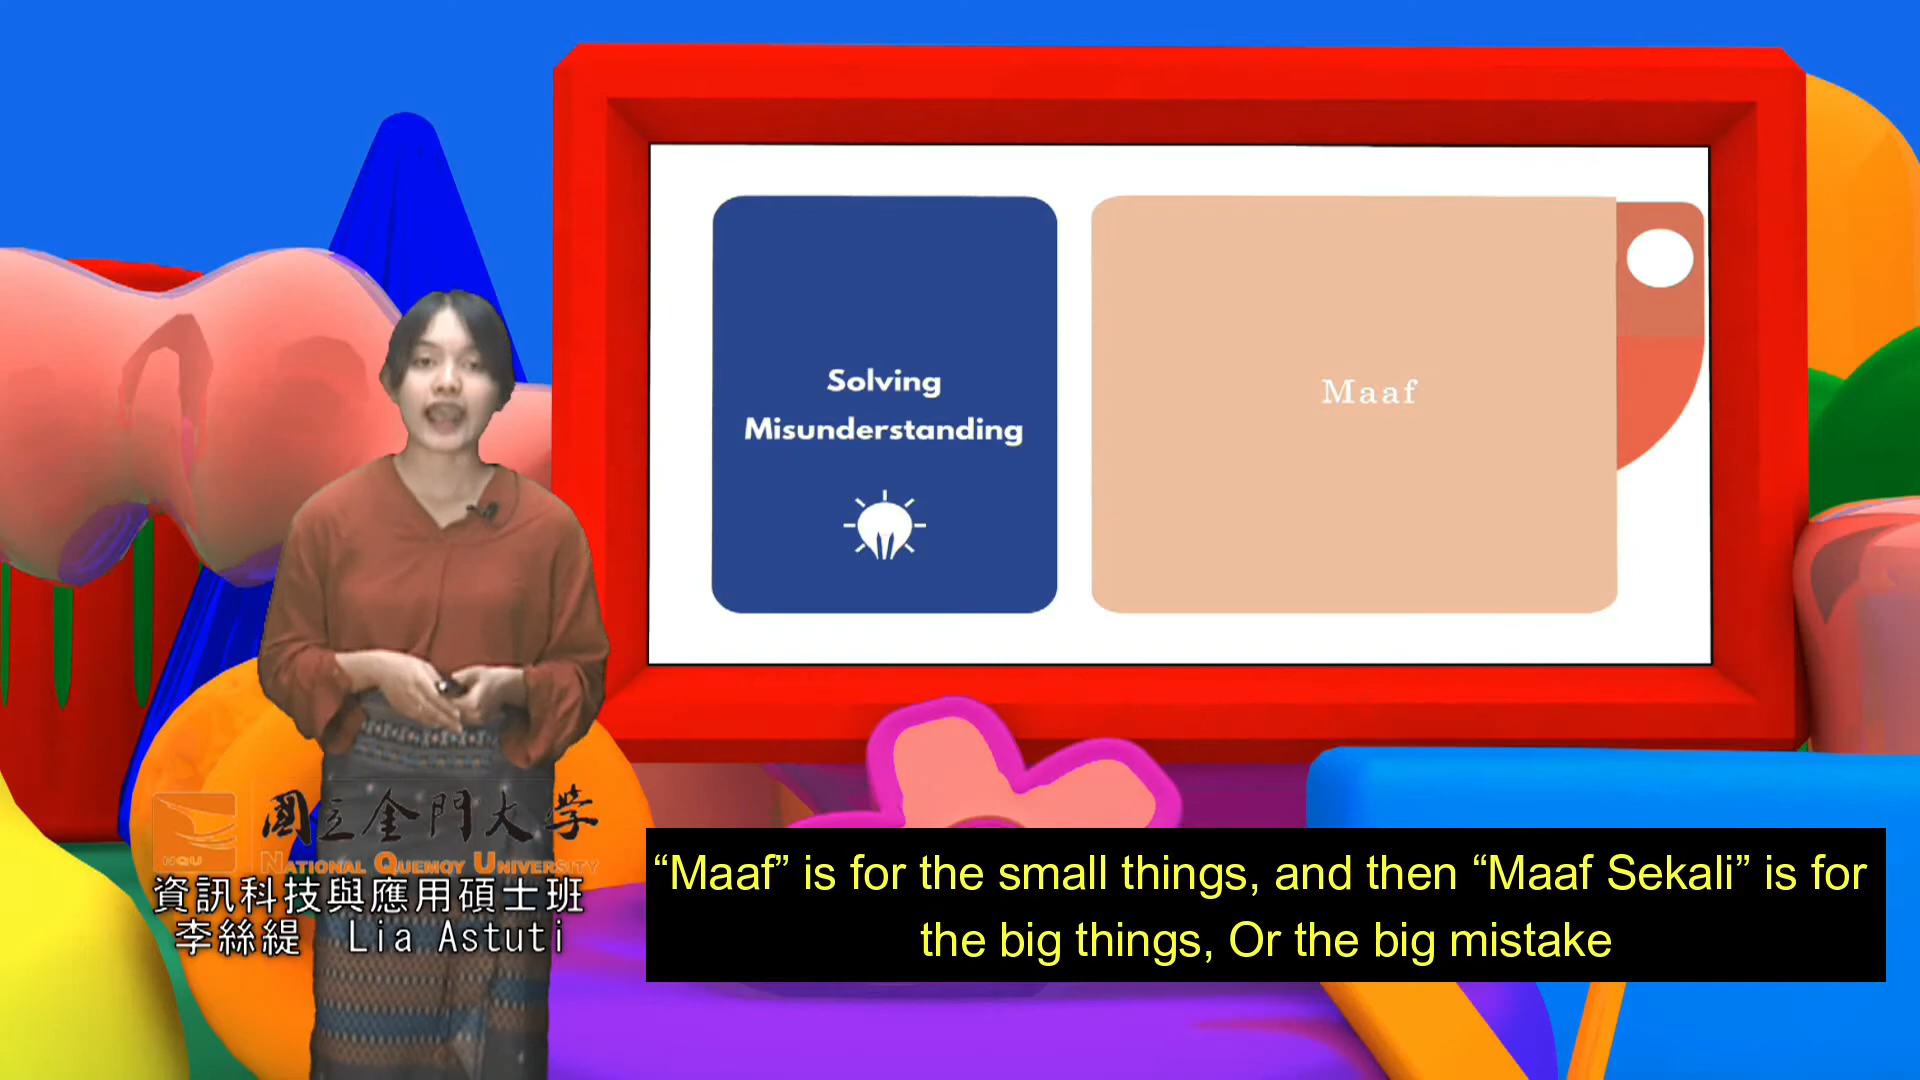 Solving
Misunderstanding
Maaf
NQU
國立金門大學
NATIONAL QUEMOY UNIVERSITY
資訊科技與應用碩士班
李絲緹 Lia Astuti
“Maaf” is for the small things, and then “Maaf Sekali” is for
the big things, Or the big mistake